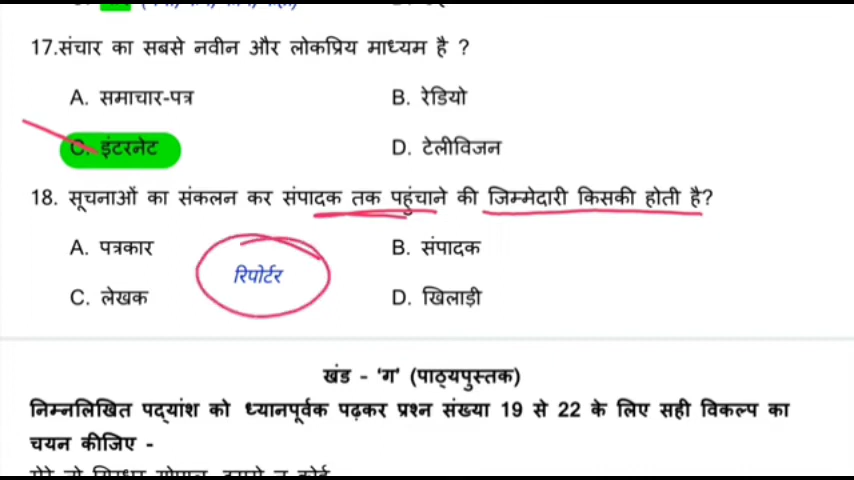 17.संचार का सबसे नवीन और लोकप्रिय माध्यम है ?
A. समाचार-पत्र B. रेडियो
C. इंटरनेट D. टेलीविजन
18. सूचनाओं का संकलन कर संपादक तक पहुंचाने की जिम्मेदारी किसकी होती है?
A. पत्रकार B. संपादक
रिपोर्टर
C. लेखक D. खिलाड़ी
खंड - 'ग' (पाठ्यपुस्तक)
निम्नलिखित पद्यांश को ध्यानपूर्वक पढ़कर प्रश्न संख्या 19 से 22 के लिए सही विकल्प का
चयन कीजिए -